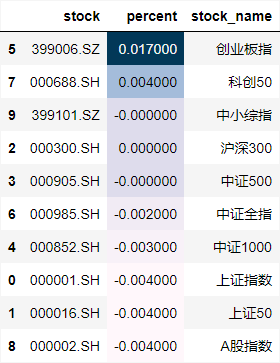 stock percent stock_name
5 399006.SZ 0.017000 创业板指
7 000688.SH 0.004000 科创50
9 399101.SZ -0.000000 中小综指
2 000300.SH 0.000000 沪深300
3 000905.SH -0.000000 中证500
6 000985.SH -0.002000 中证全指
4 000852.SH -0.003000 中证1000
0 000001.SH -0.004000 上证指数
1 000016.SH -0.004000 上证50
8 000002.SH -0.004000 A股指数